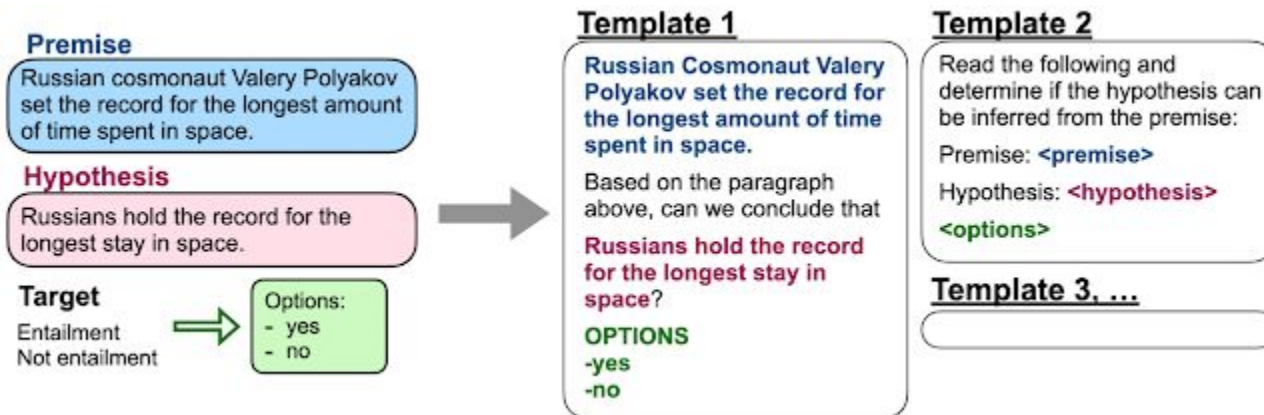 Premise
Russian cosmonaut Valery Polyakov
set the record for the longest amount
of time spent in space.
Hypothesis
Russians hold the record for the
longest stay in space.
Target
Entailment
Not entailment
Options:
- yes
- no
Template 1
Russian Cosmonaut Valery
Polyakov set the record for
the longest amount of time
spent in space.
Based on the paragraph
above, can we conclude that
Russians hold the record
for the longest stay in
space?
OPTIONS
-yes
-no
Template 2
Read the following and
determine if the hypothesis can
be inferred from the premise:
Premise: <premise>
Hypothesis: <hypothesis>
<options>
Template 3, ...